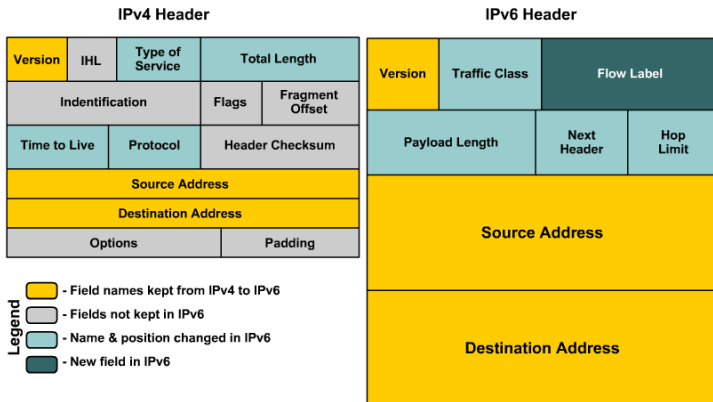 IPv4 Header
Version IHL Type of Service Total Length
Indentification Flags Fragment Offset
Time to Live Protocol Header Checksum
Source Address
Destination Address
Options Padding
Legend
- Field names kept from IPv4 to IPv6
- Fields not kept in IPv6
- Name & position changed in IPv6
- New field in IPv6
IPv6 Header
Version Traffic Class Flow Label
Payload Length Next Header Hop Limit
Source Address
Destination Address